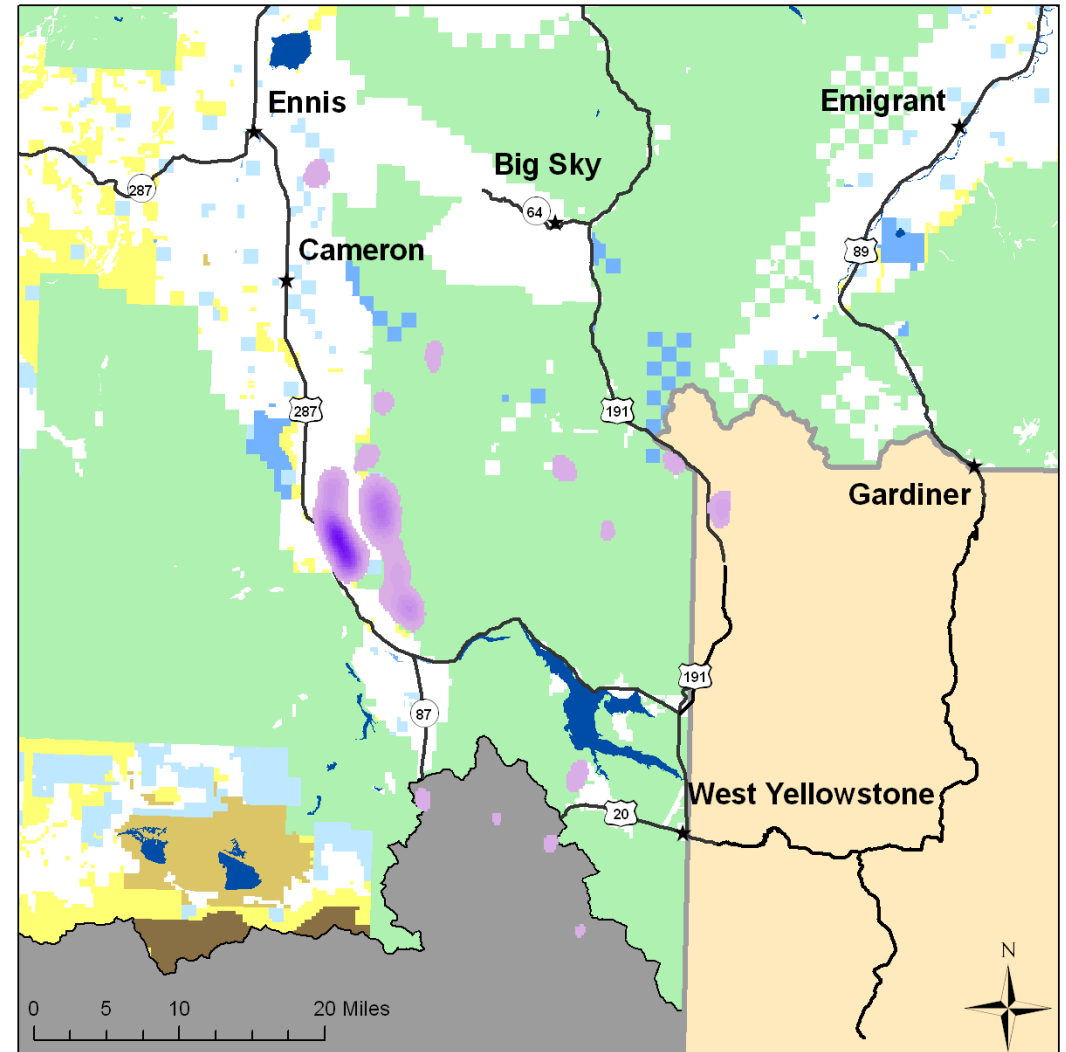 Ennis
Emigrant
Big Sky
287
64
Cameron
89
287
191
Gardiner
191
87
West Yellowstone
20
N
0 5 10 20 Miles